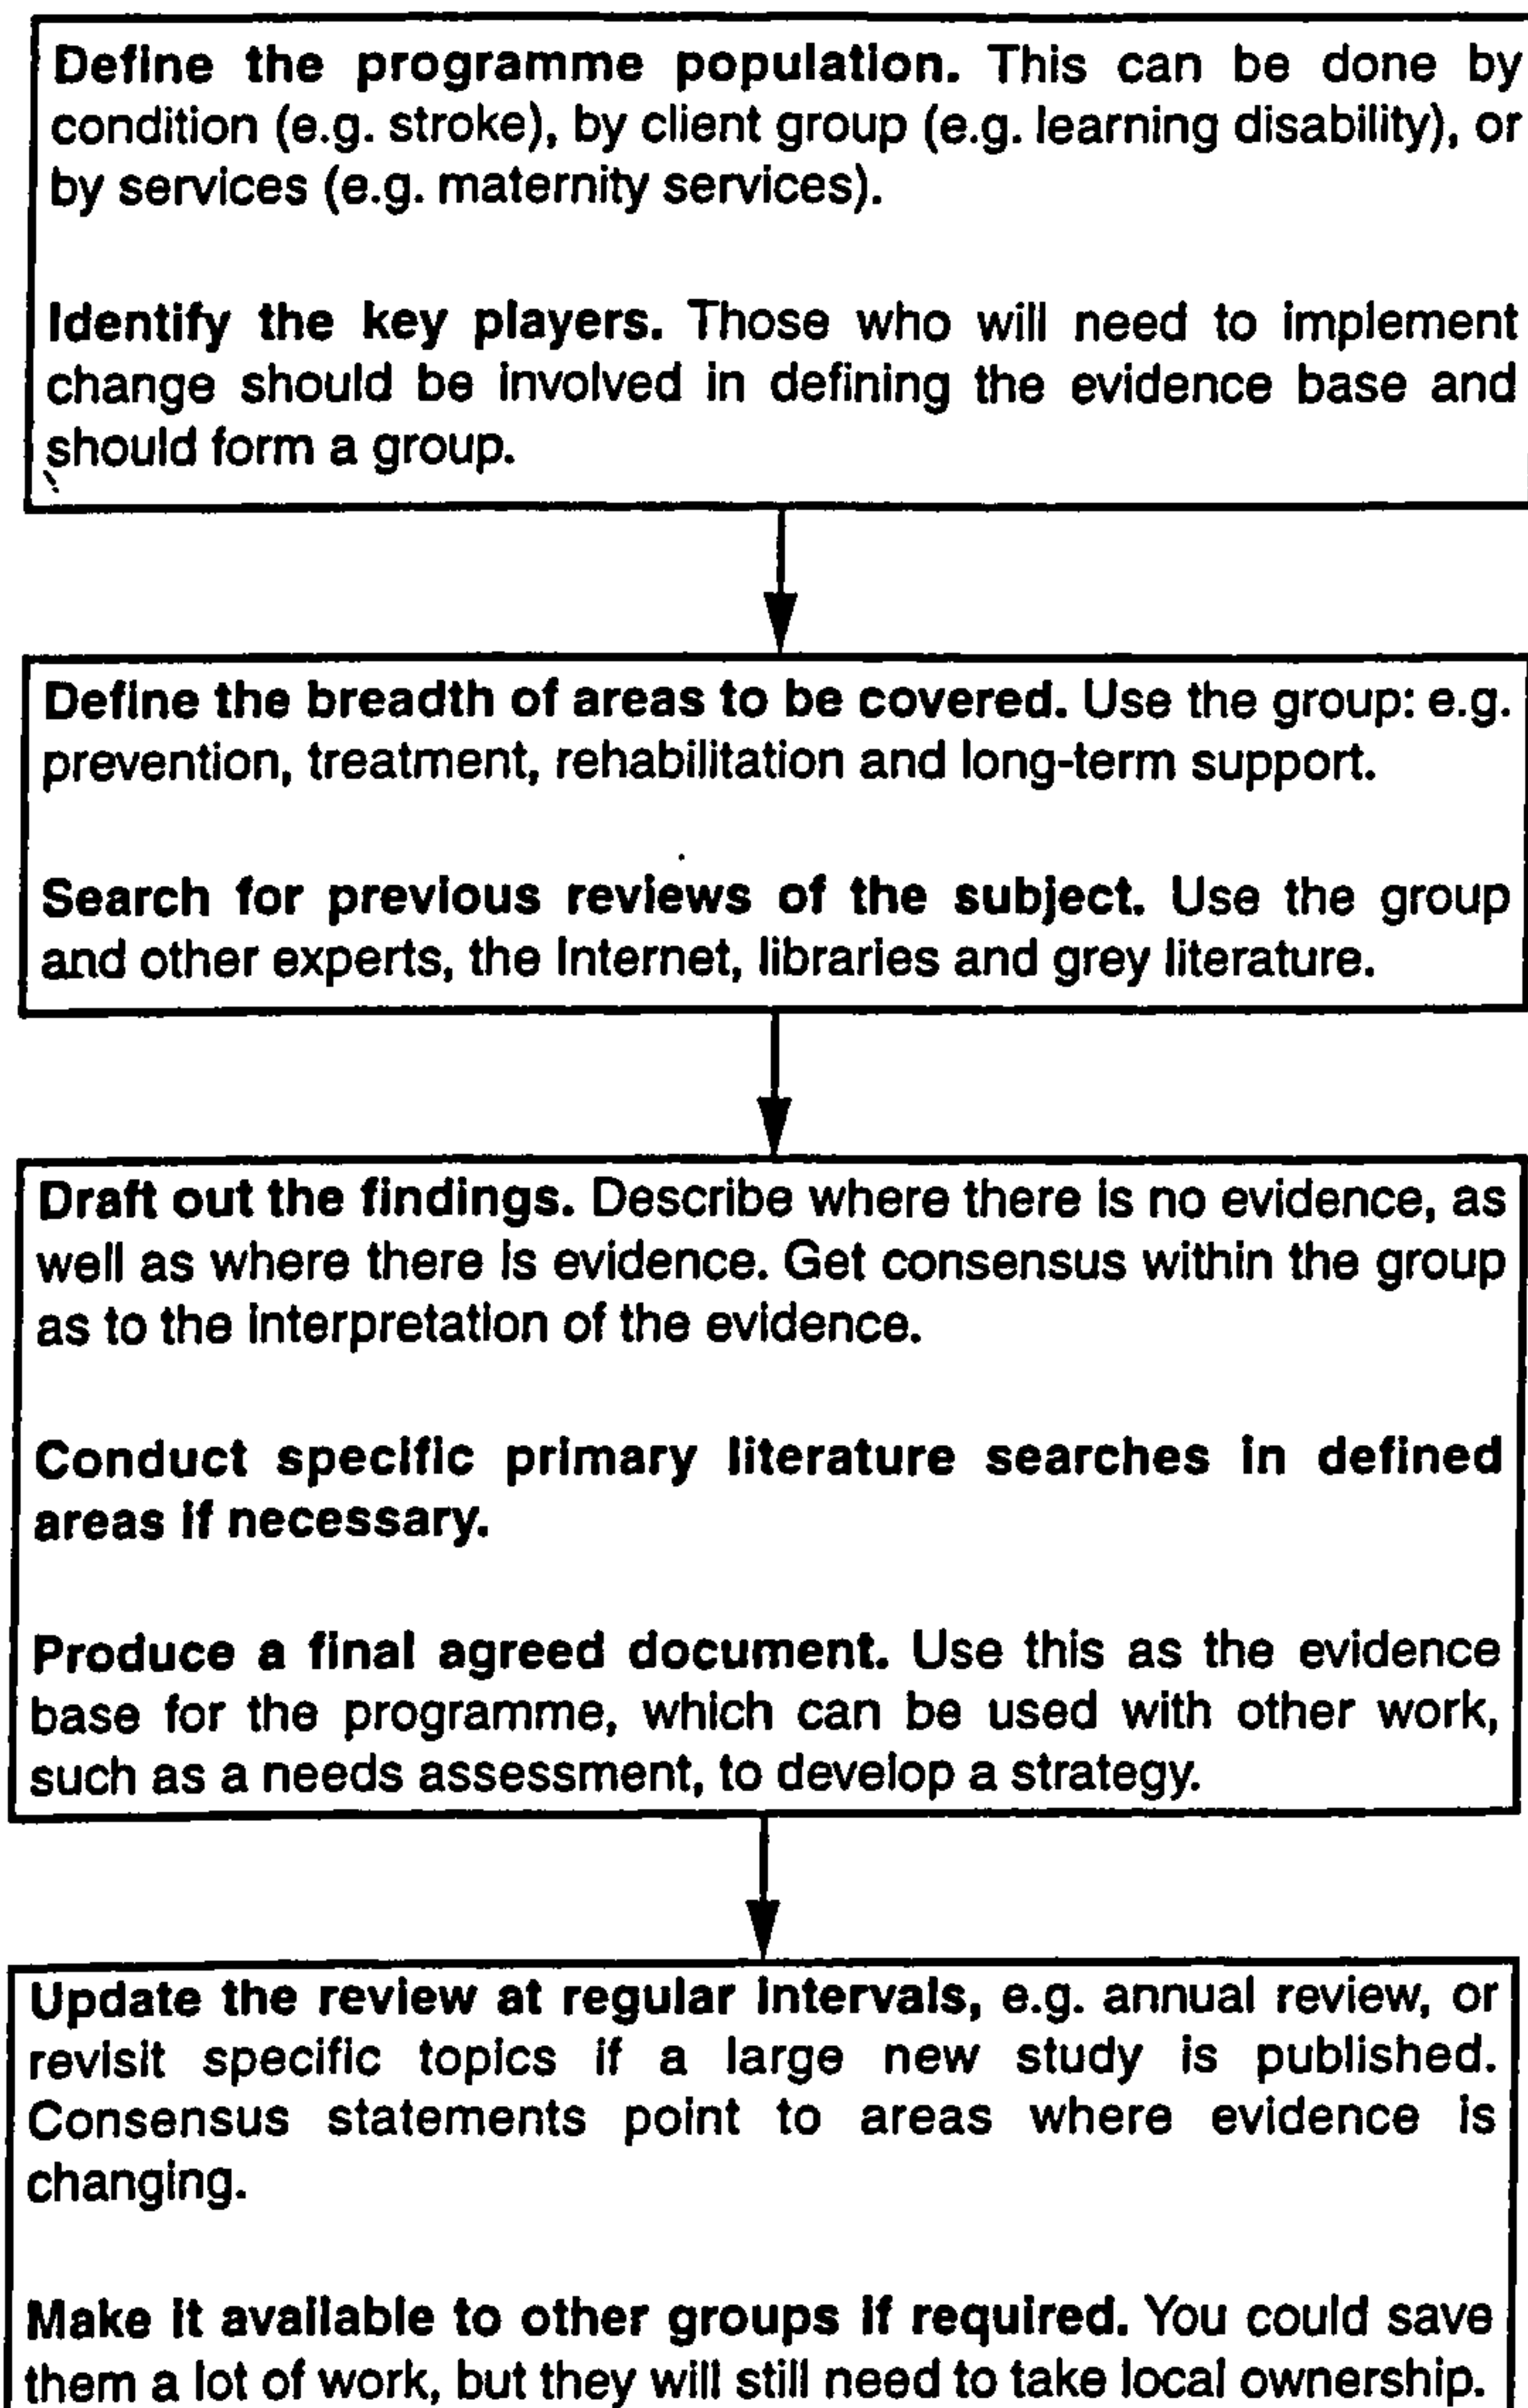 Define the programme population. This can be done by
condition (e.g. stroke), by client group (e.g. learning disability), or
by services (e.g. maternity services).
Identify the key players. Those who will need to implement
change should be involved in defining the evidence base and
should form a group.
Define the breadth of areas to be covered. Use the group: e.g.
prevention, treatment, rehabilitation and long-term support.
Search for previous reviews of the subject. Use the group
and other experts, the Internet, libraries and grey literature.
Draft out the findings. Describe where there is no evidence, as
well as where there is evidence. Get consensus within the group
as to the interpretation of the evidence.
Conduct specific primary literature searches in defined
areas if necessary.
Produce a final agreed document. Use this as the evidence
base for the programme, which can be used with other work,
such as a needs assessment, to develop a strategy.
Update the review at regular intervals, e.g. annual review, or
revisit specific topics if a large new study is published.
Consensus statements point to areas where evidence is
changing.
Make it available to other groups if required. You could save
them a lot of work, but they will still need to take local ownership.